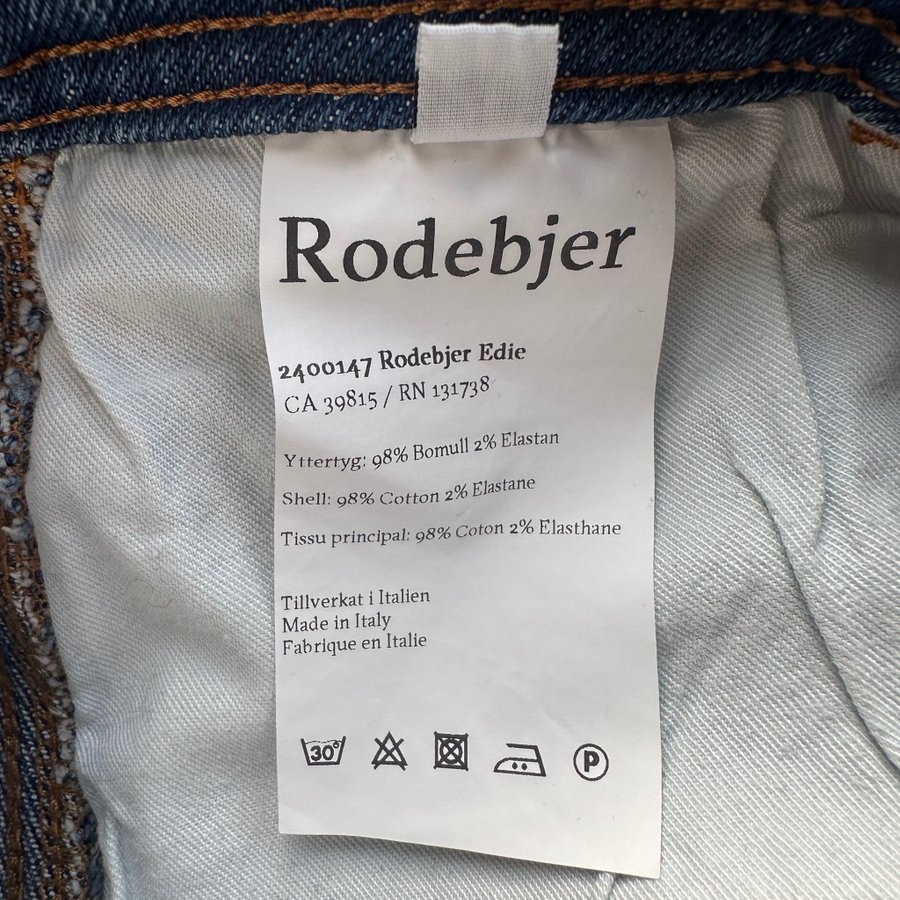 Rodebjer
2400147 Rodebjer Edie
CA 39815 / RN 131738
Yttertyg: 98% Bomull 2% Elastan
Shell: 98% Cotton 2% Elastane
Tissu principal: 98% Coton 2% Elasthane
Tillverkat i Italien
Made in Italy
Fabrique en Italie
30° P